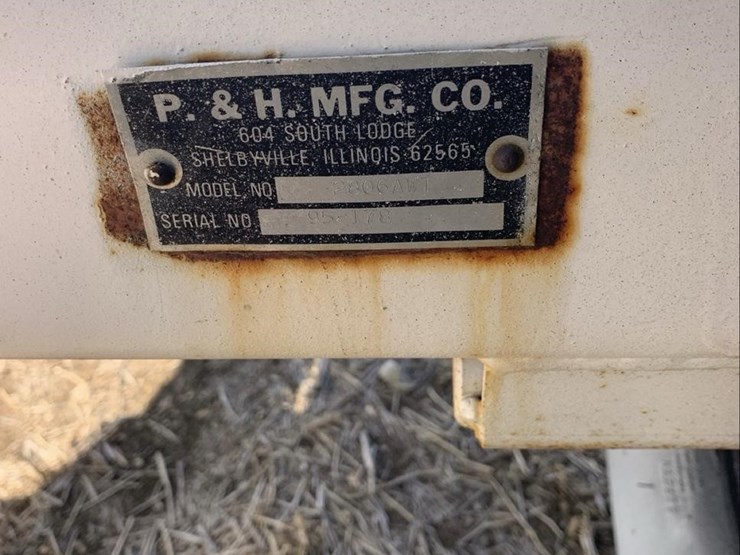 P. & H. MFG. CO.
604 SOUTH LODGE
SHELBYVILLE, ILLINOIS 62565
MODEL NO.
SERIAL NO.